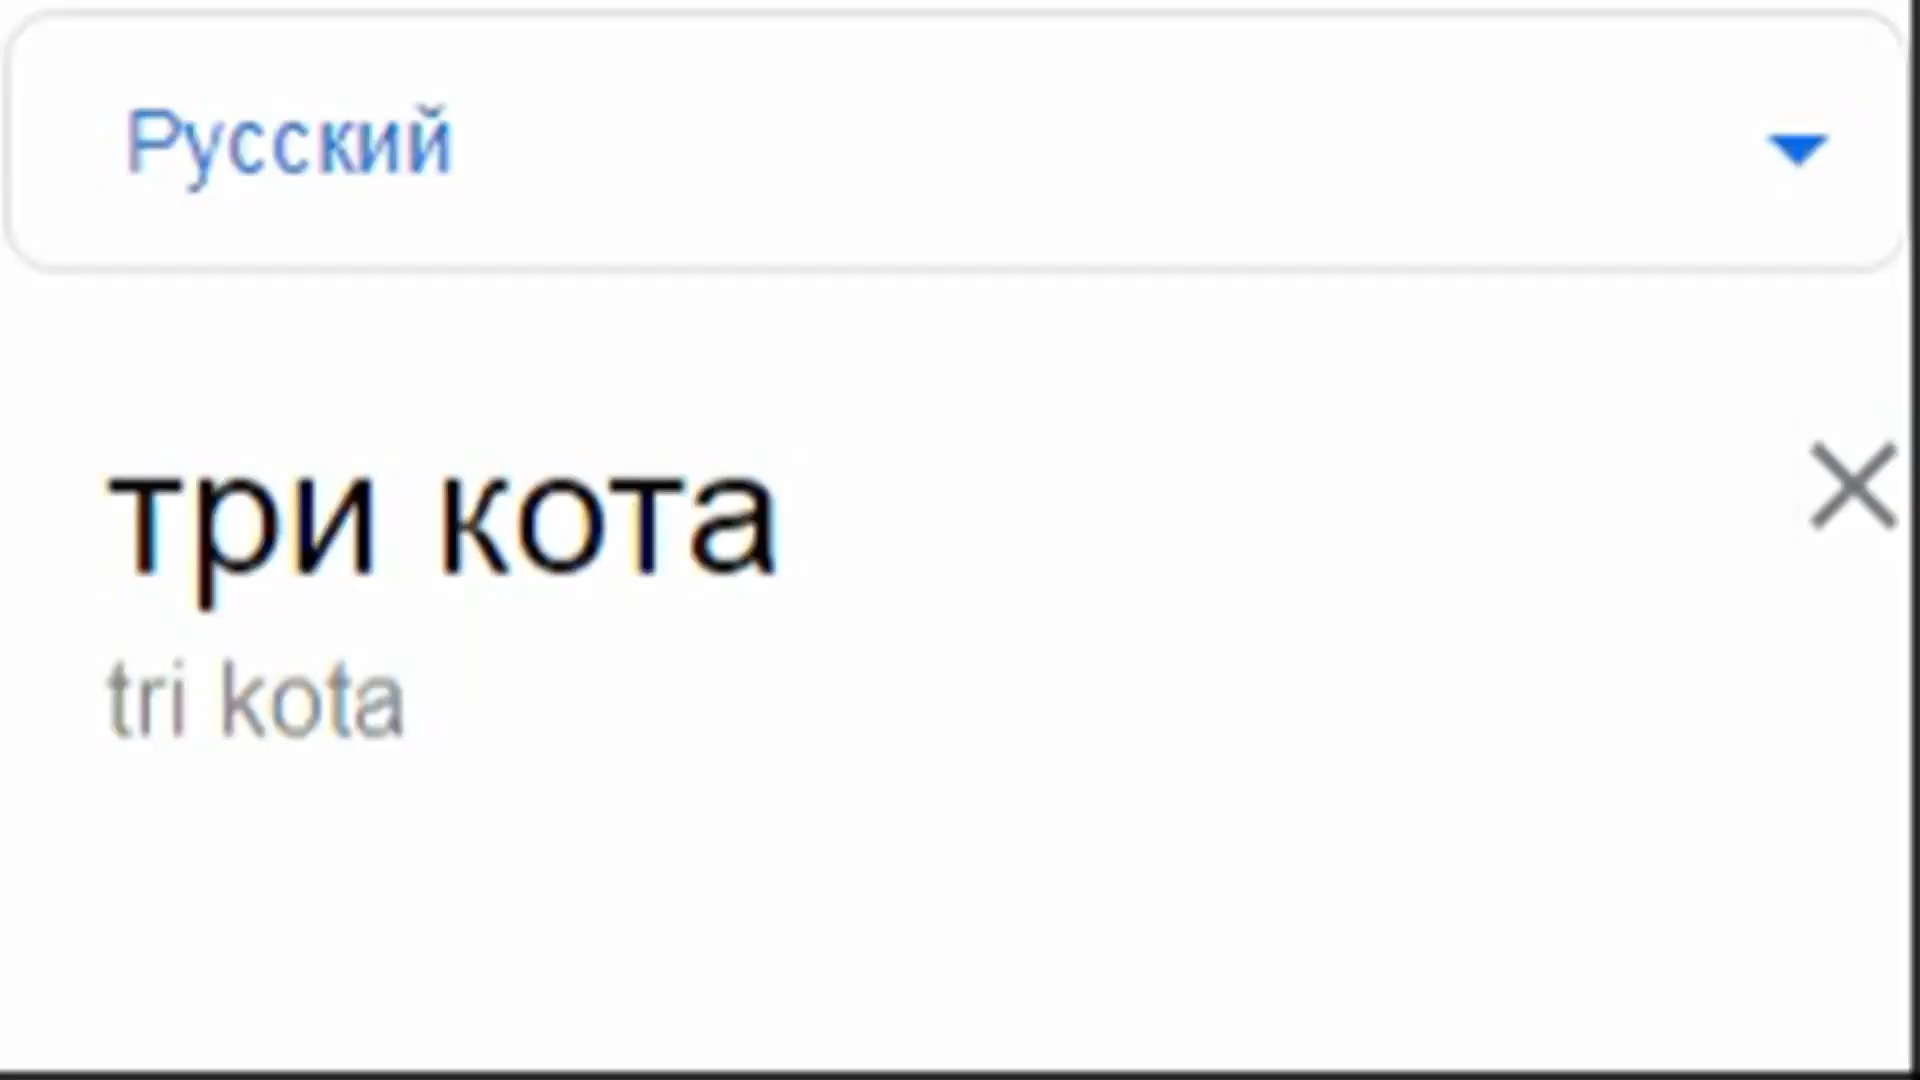 Русский
три кота
tri kota